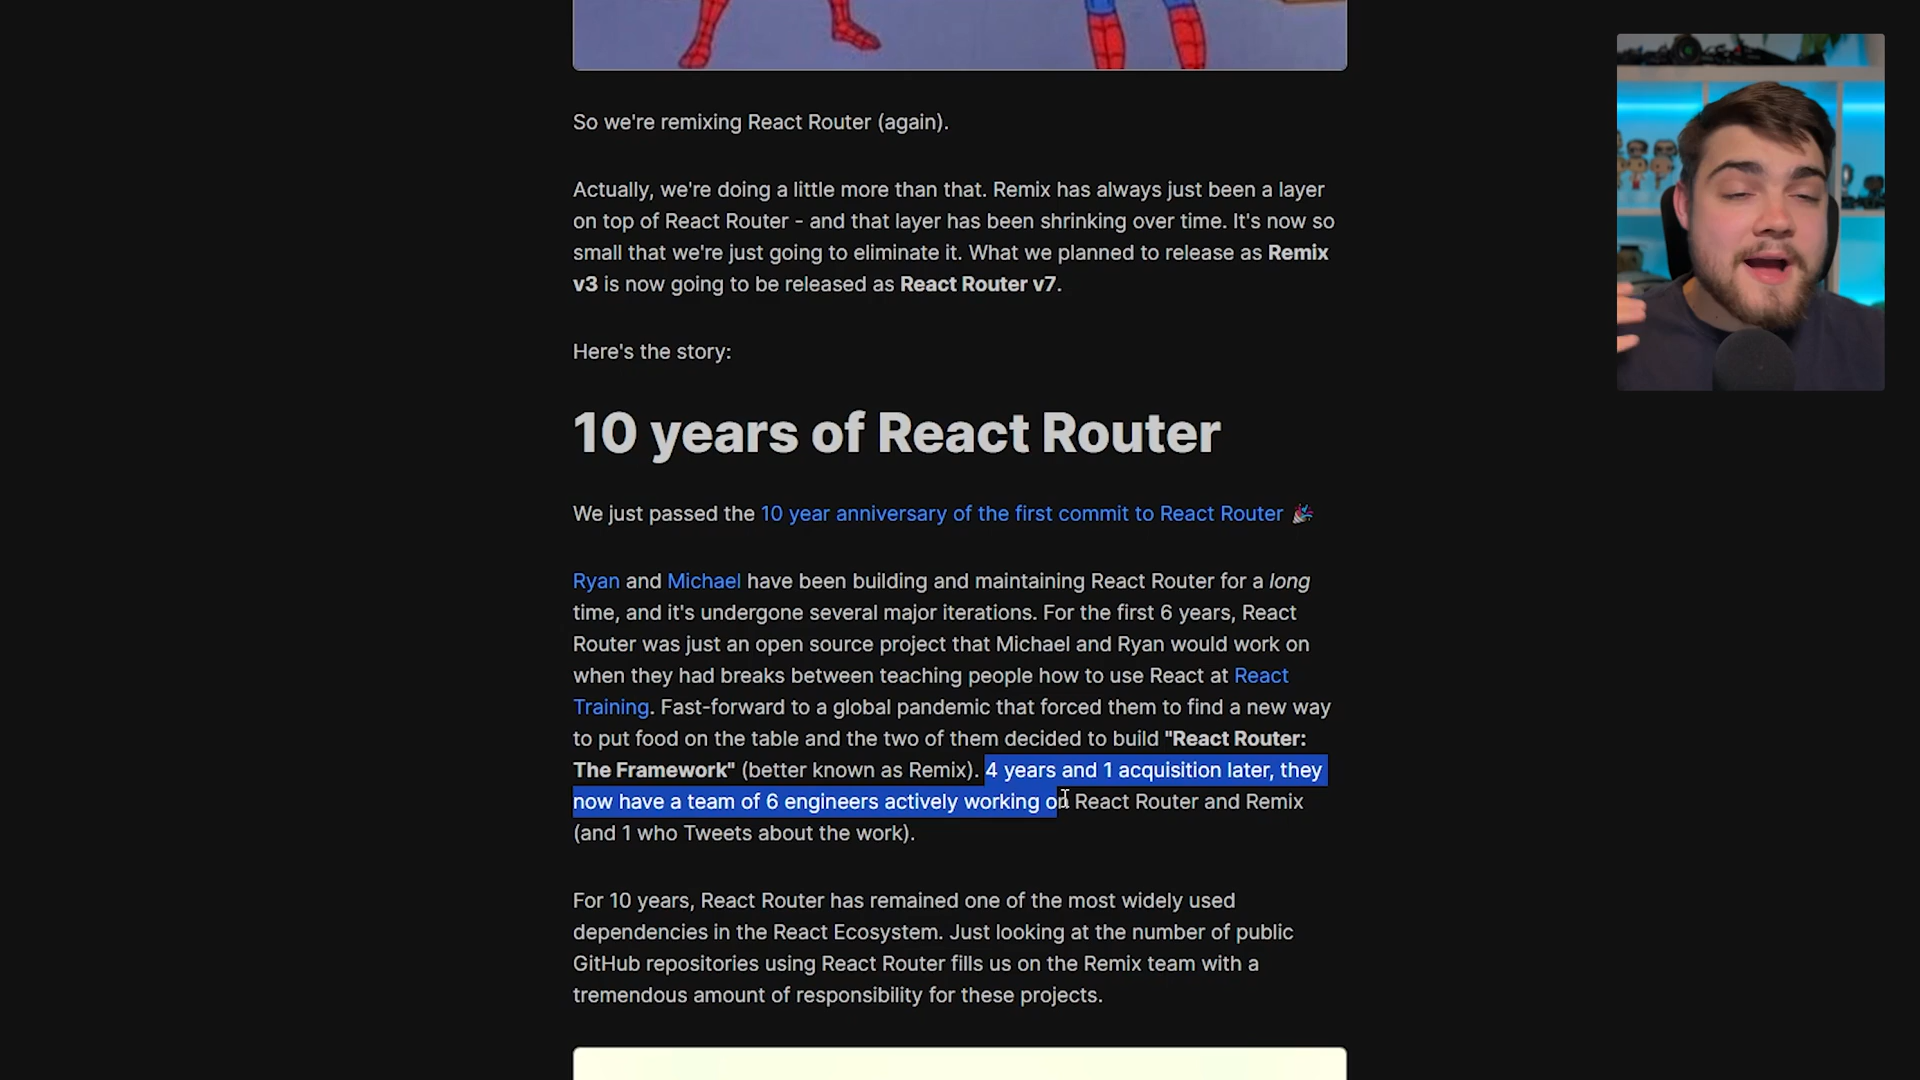 So we're remixing React Router (again).
Actually, we're doing a little more than that. Remix has always just been a layer
on top of React Router - and that layer has been shrinking over time. It's now so
small that we're just going to eliminate it. What we planned to release as Remix
v3 is now going to be released as React Router v7.
Here's the story:
10 years of React Router
We just passed the 10 year anniversary of the first commit to React Router 🎉
Ryan and Michael have been building and maintaining React Router for a long
time, and it's undergone several major iterations. For the first 6 years, React
Router was just an open source project that Michael and Ryan would work on
when they had breaks between teaching people how to use React at React
Training. Fast-forward to a global pandemic that forced them to find a new way
to put food on the table and the two of them decided to build "React Router:
The Framework" (better known as Remix). 4 years and 1 acquisition later, they
now have a team of 6 engineers actively working on React Router and Remix
(and 1 who Tweets about the work).
For 10 years, React Router has remained one of the most widely used
dependencies in the React Ecosystem. Just looking at the number of public
GitHub repositories using React Router fills us on the Remix team with a
tremendous amount of responsibility for these projects.